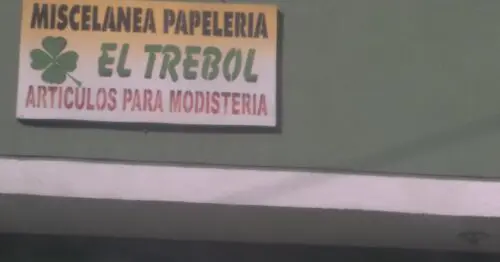 MISCELANEA PAPELERIA
EL TREBOL
ARTICULOS PARA MODISTERIA